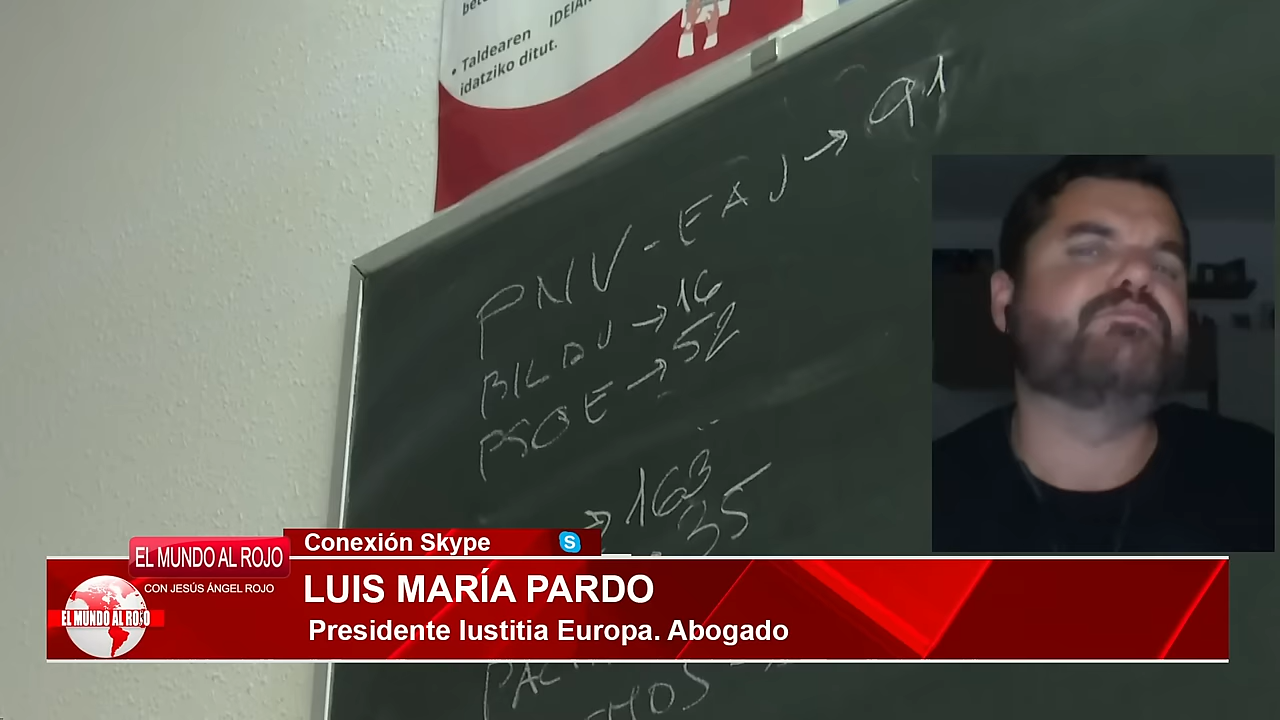 IDEIAK
• Taldearen
idatziko ditut.
PNV-EAJ → 91
BILDU → 16
PSOE → 52
→ 163
35
Conexión Skype
EL MUNDO AL ROJO
CON JESÚS ÁNGEL ROJO
EL MUNDO AL ROJO
LUIS MARÍA PARDO
Presidente Iustitia Europa. Abogado